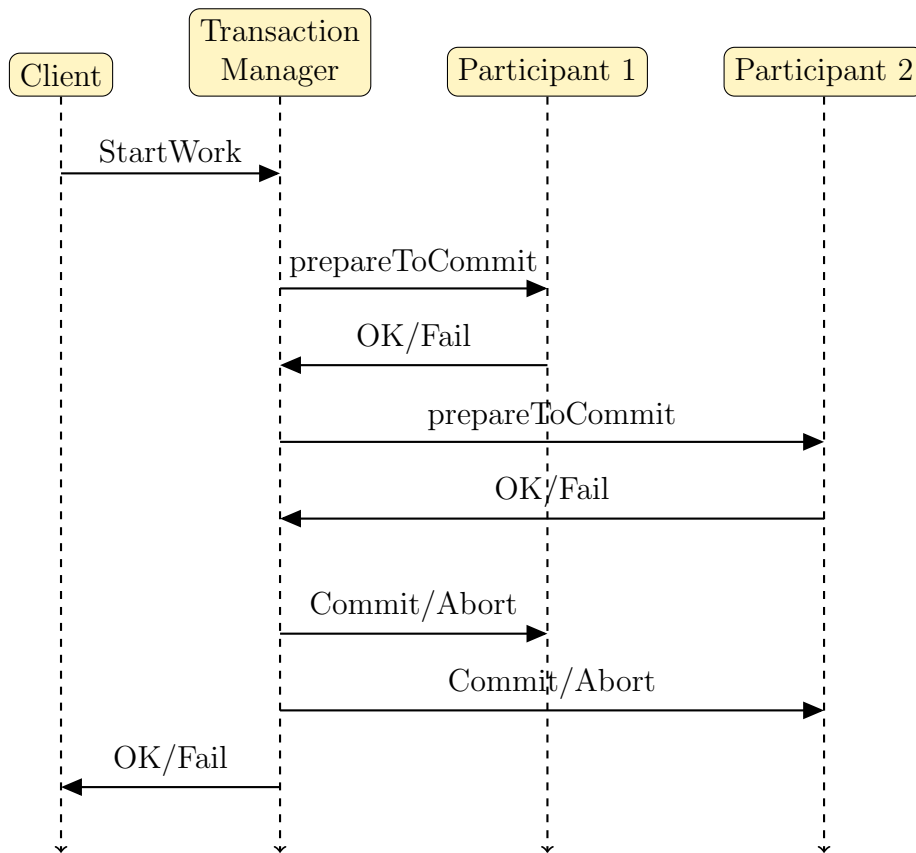 Client
Transaction
Manager
Participant 1
Participant 2
StartWork
prepareToCommit
OK/Fail
prepareToCommit
OK/Fail
Commit/Abort
Commit/Abort
OK/Fail